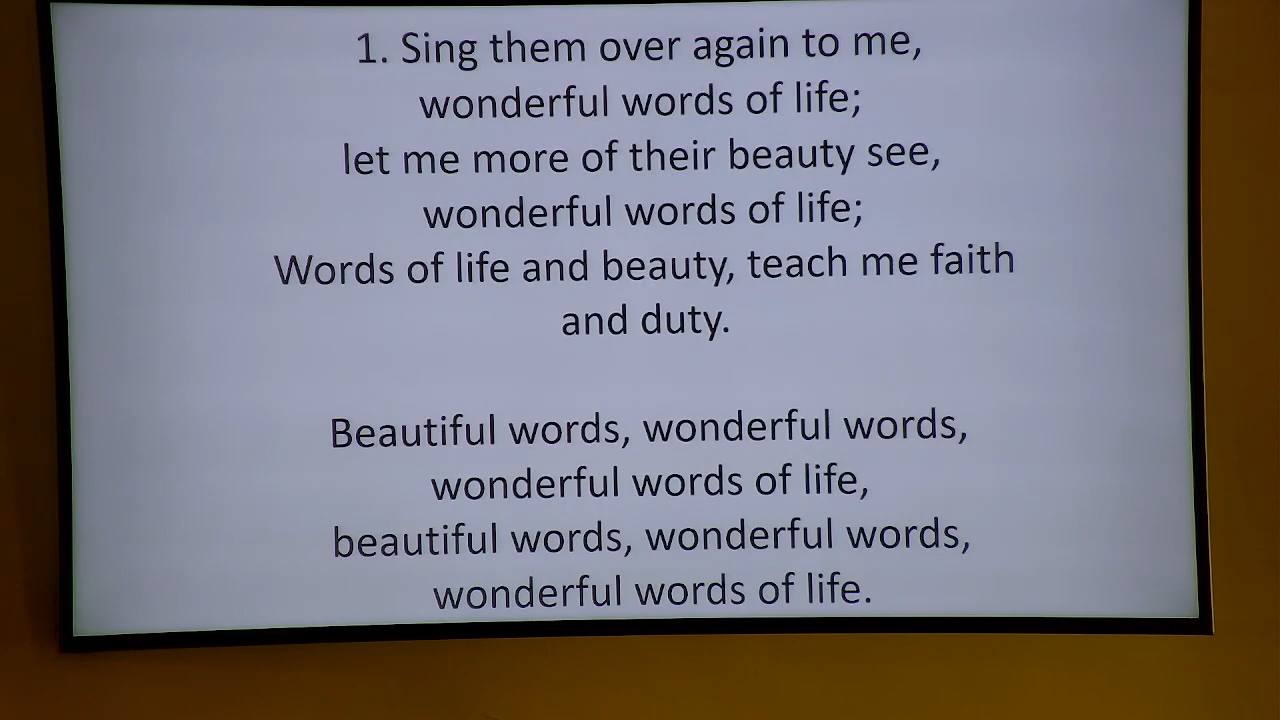 1. Sing them over again to me,
wonderful words of life;
let me more of their beauty see,
wonderful words of life;
Words of life and beauty, teach me faith
and duty.
Beautiful words, wonderful words,
wonderful words of life,
beautiful words, wonderful words,
wonderful words of life.